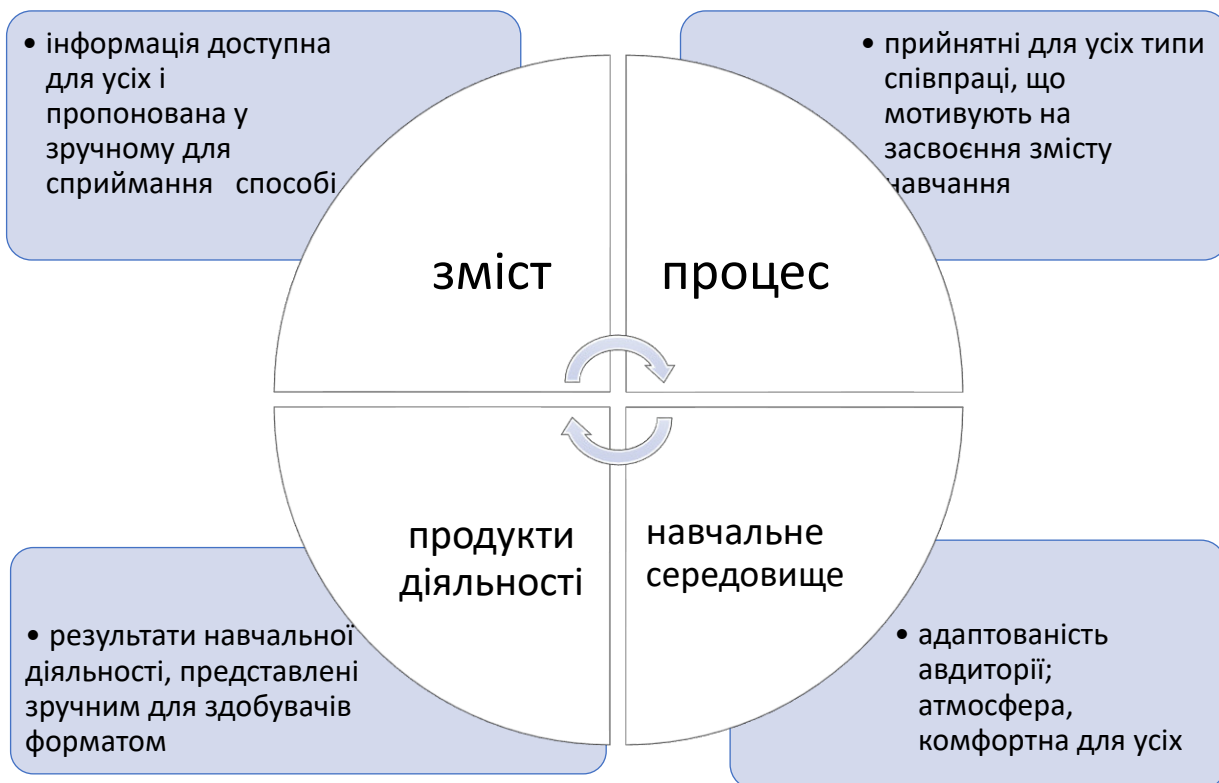 • інформація доступна
для усіх і
пропонована у
зручному для
сприймання способі
• прийнятні для усіх типи
співпраці, що
мотивують на
засвоєння змісту
навчання
зміст
процес
продукти
діяльності
навчальне
середовище
• результати навчальної
діяльності, представлені
зручним для здобувачів
форматом
• адаптованість
авдиторії;
атмосфера,
комфортна для усіх